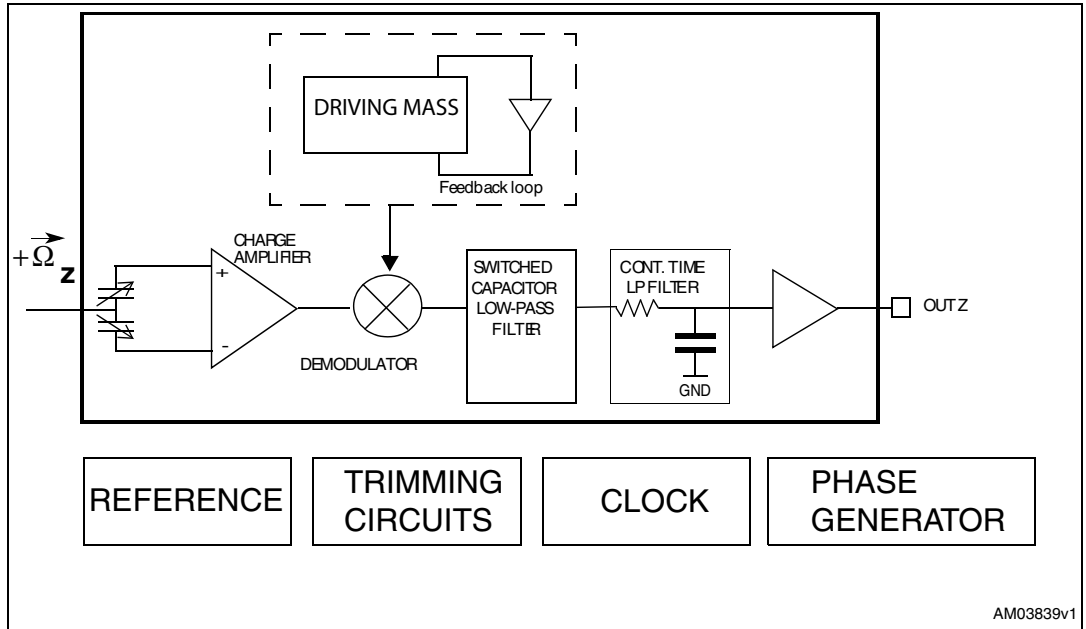 DRIVING MASS
Feedback loop
+Ω
z
CHARGE
AMPLIFIER
+
-
DEMODULATOR
SWITCHED
CAPACITOR
LOW-PASS
FILTER
CONT. TIME
LP FILTER
GND
OUTZ
REFERENCE
TRIMMING
CIRCUITS
CLOCK
PHASE
GENERATOR
AM03839v1